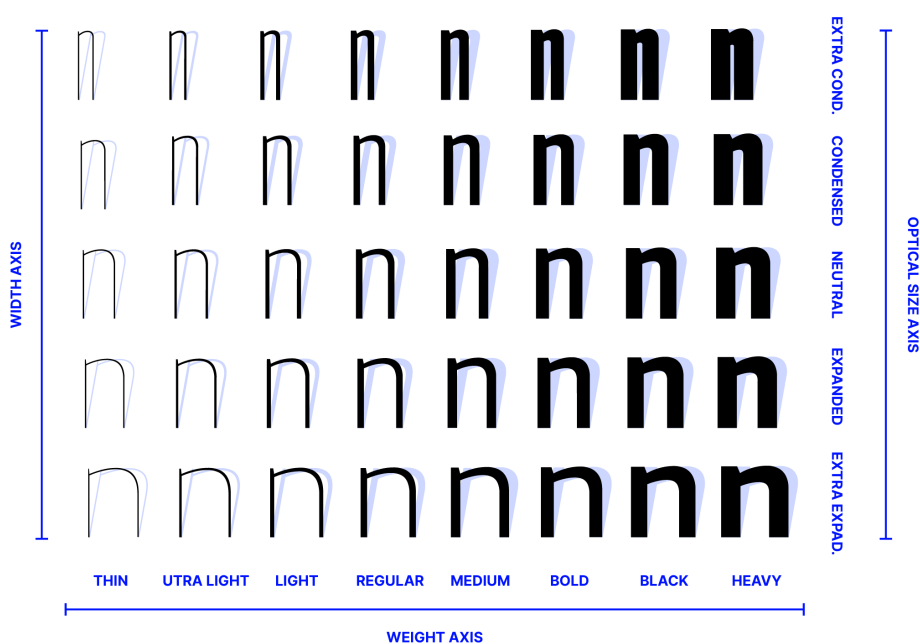 n n n n n n n n
EXTRA COND.
n n n n n n n n
CONDENSED
n n n n n n n n
NEUTRAL
n n n n n n n n
EXPANDED
n n n n n n n n
EXTRA EXPAD.
WIDTH AXIS
OPTICAL SIZE AXIS
THIN UTRA LIGHT LIGHT REGULAR MEDIUM BOLD BLACK HEAVY
WEIGHT AXIS